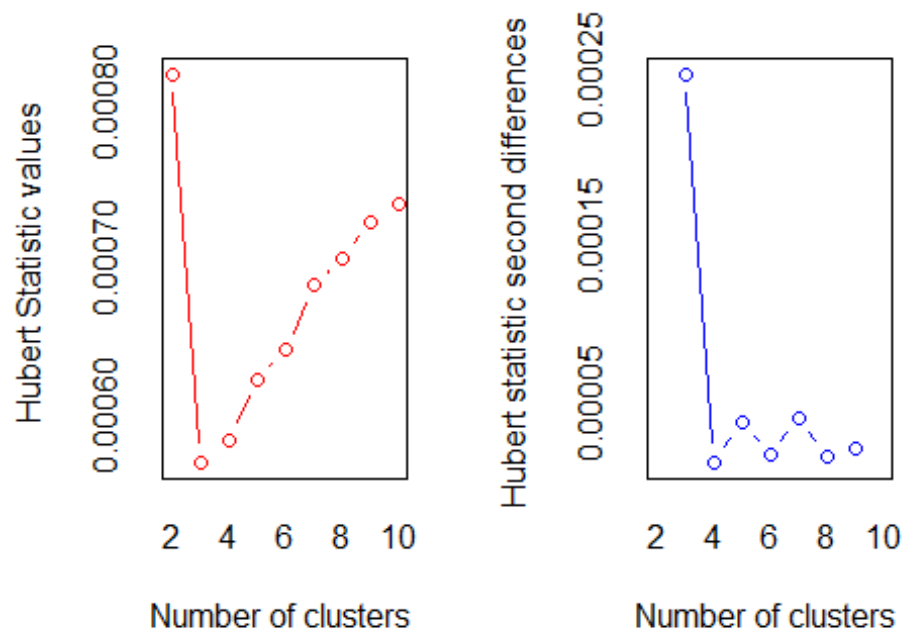 Hubert Statistic values
0.00060 0.00070 0.00080
2 4 6 8 10
Number of clusters
Hubert statistic second differences
0.00005 0.00015 0.00025
2 4 6 8 10
Number of clusters